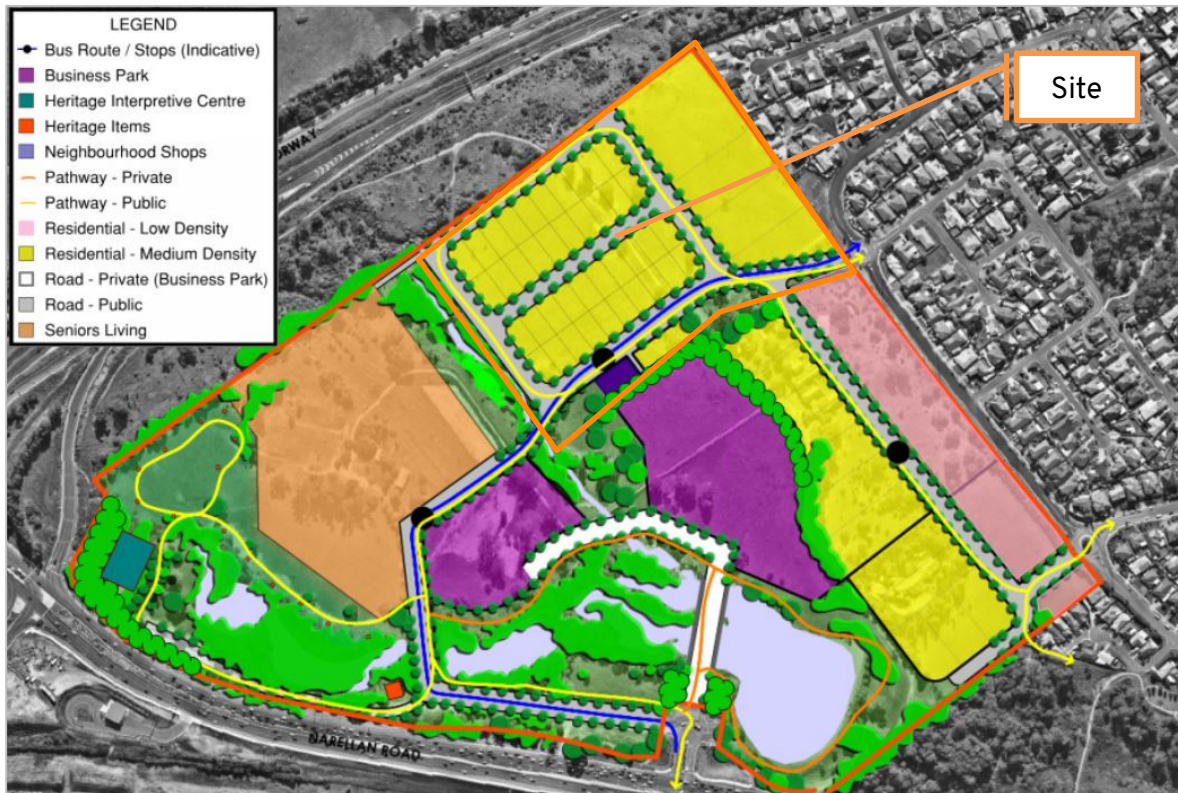 LEGEND
Bus Route / Stops (Indicative)
Business Park
Heritage Interpretive Centre
Heritage Items
Neighbourhood Shops
Pathway - Private
Pathway - Public
Residential - Low Density
Residential - Medium Density
Road - Private (Business Park)
Road - Public
Seniors Living
Site
ORWAY
NARELLAN ROAD